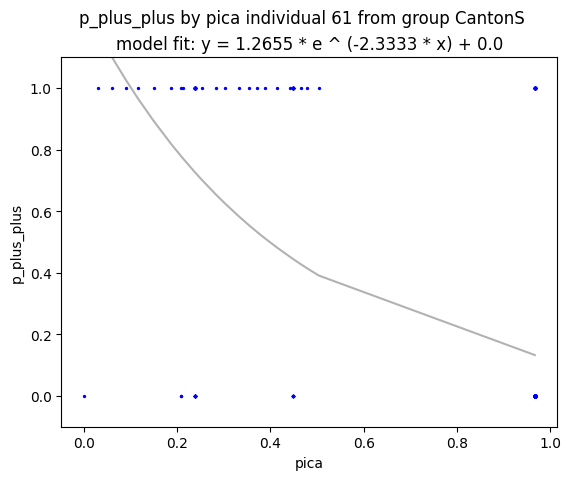 p_plus_plus by pica individual 61 from group CantonS
model fit: y = 1.2655 * e ^ (-2.3333 * x) + 0.0
1.0
0.8
0.6
0.4
0.2
0.0
p_plus_plus
0.0 0.2 0.4 0.6 0.8 1.0
pica